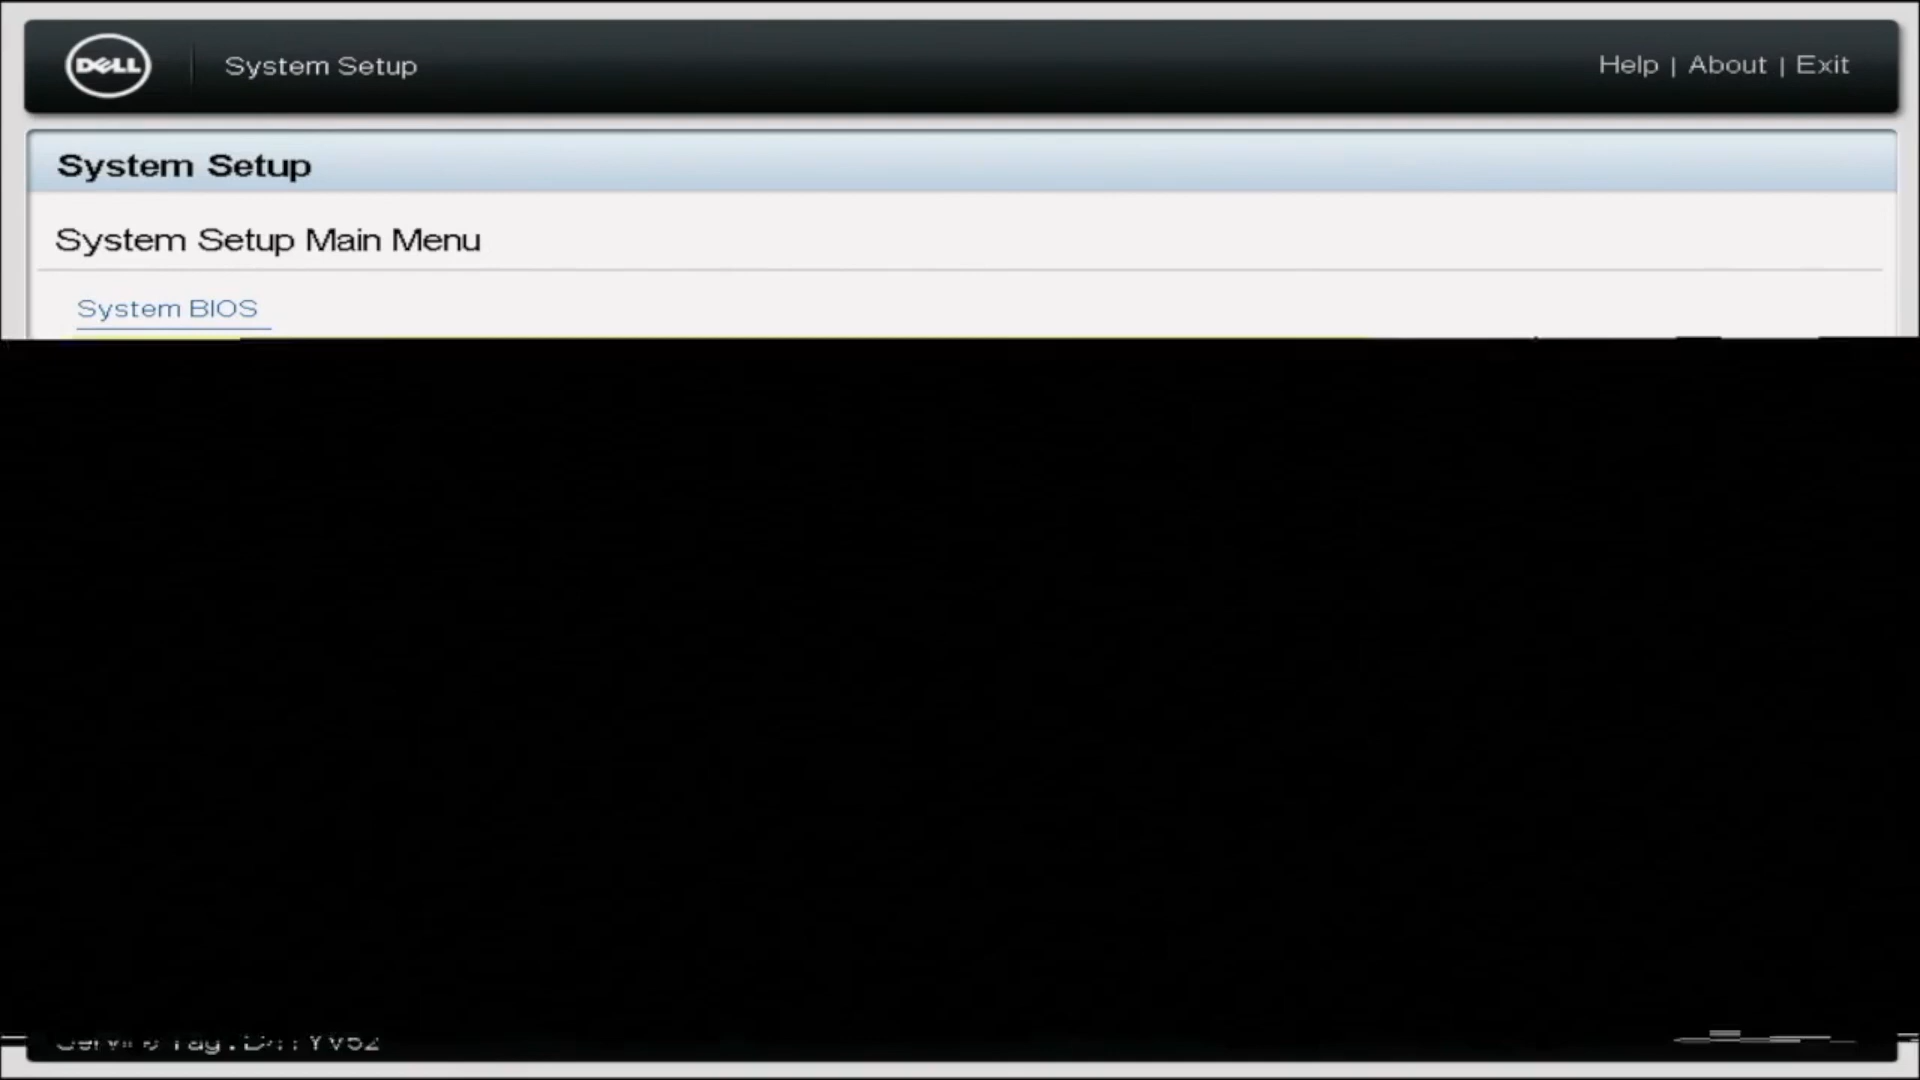 DELL System Setup Help | About | Exit
System Setup
System Setup Main Menu
System BIOS